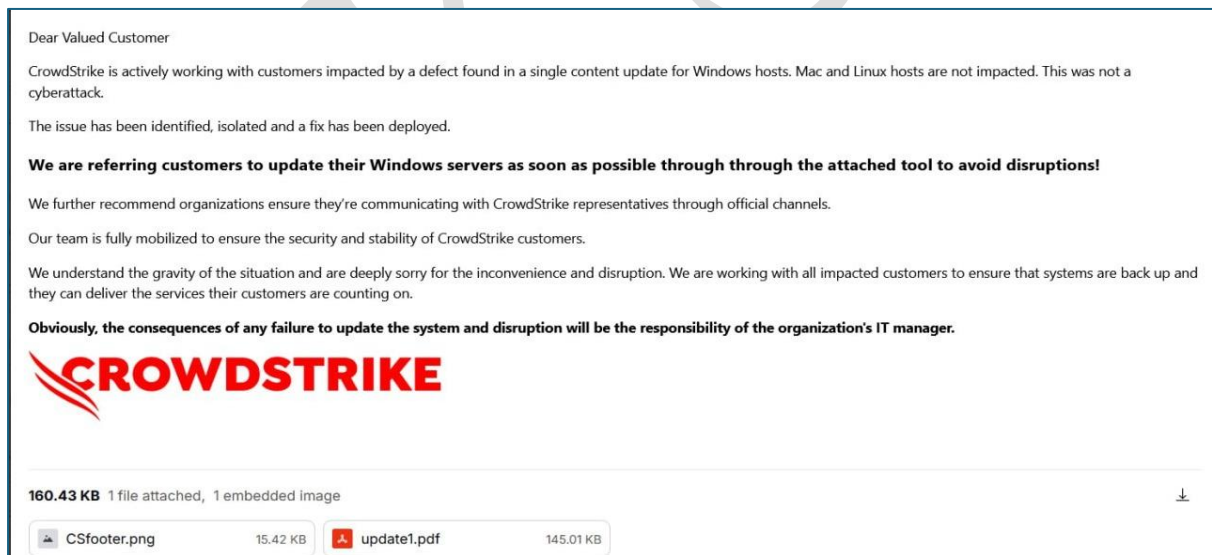 Dear Valued Customer
CrowdStrike is actively working with customers impacted by a defect found in a single content update for Windows hosts. Mac and Linux hosts are not impacted. This was not a
cyberattack.
The issue has been identified, isolated and a fix has been deployed.
We are referring customers to update their Windows servers as soon as possible through through the attached tool to avoid disruptions!
We further recommend organizations ensure they're communicating with CrowdStrike representatives through official channels.
Our team is fully mobilized to ensure the security and stability of CrowdStrike customers.
We understand the gravity of the situation and are deeply sorry for the inconvenience and disruption. We are working with all impacted customers to ensure that systems are back up and
they can deliver the services their customers are counting on.
Obviously, the consequences of any failure to update the system and disruption will be the responsibility of the organization's IT manager.
CROWDSTRIKE
160.43 KB 1 file attached, 1 embedded image
CSfooter.png 15.42 KB update1.pdf 145.01 KB